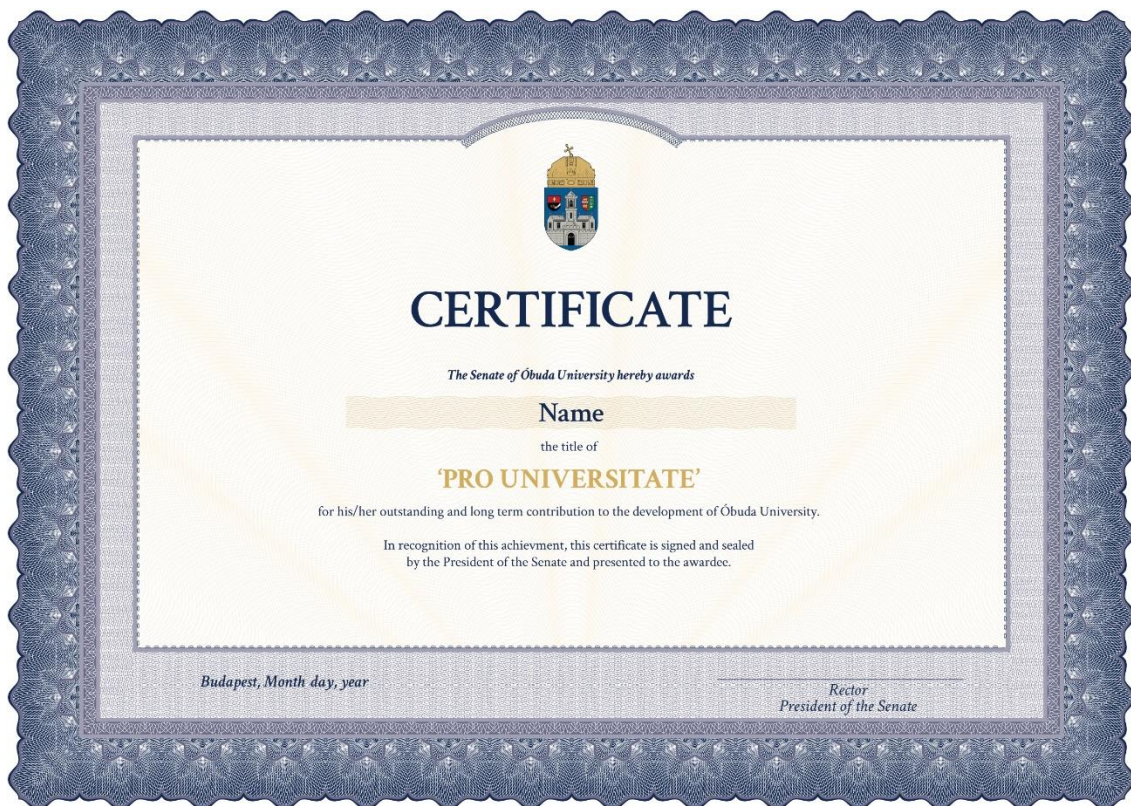 CERTIFICATE
The Senate of Óbuda University hereby awards
Name
the title of
‘PRO UNIVERSITATE’
for his/her outstanding and long term contribution to the development of Óbuda University.
In recognition of this achievment, this certificate is signed and sealed
by the President of the Senate and presented to the awardee.
Budapest, Month day, year
Rector
President of the Senate